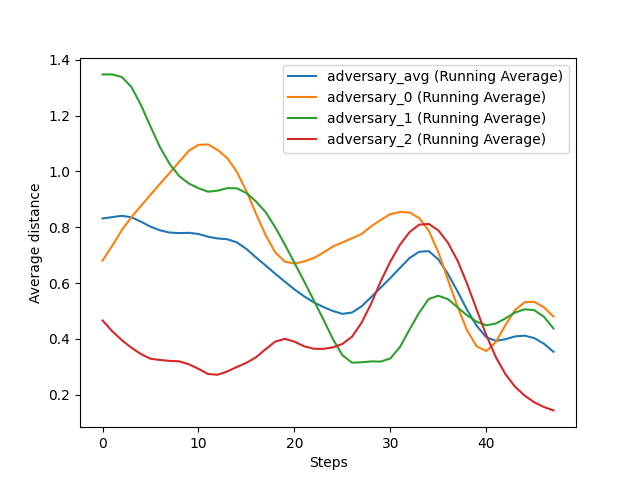 adversary_avg (Running Average)
adversary_0 (Running Average)
adversary_1 (Running Average)
adversary_2 (Running Average)
Average distance
1.4
1.2
1.0
0.8
0.6
0.4
0.2
0 10 20 30 40
Steps